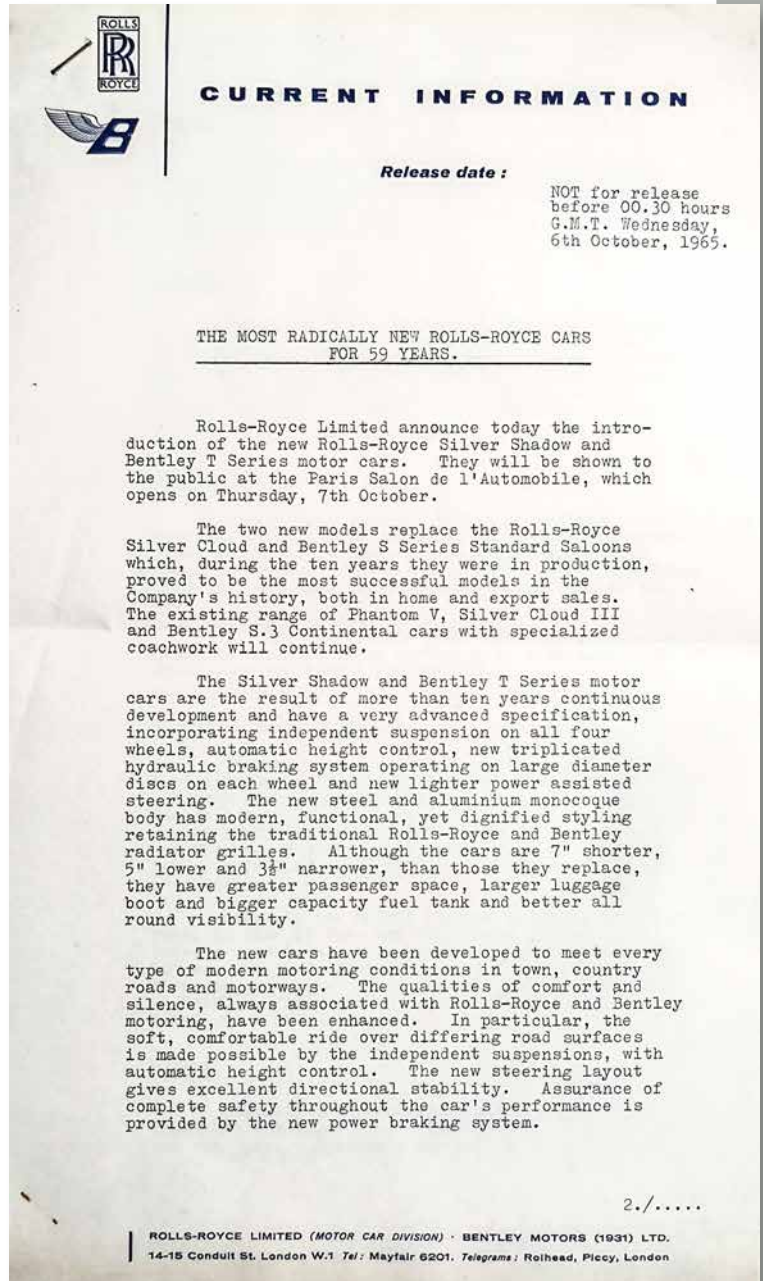 ROLLS
RR
ROYCE
B
CURRENT INFORMATION
Release date :
NOT for release
before 00.30 hours
G.M.T. Wednesday,
6th October, 1965.
THE MOST RADICALLY NEW ROLLS-ROYCE CARS
FOR 59 YEARS.
Rolls-Royce Limited announce today the intro-
duction of the new Rolls-Royce Silver Shadow and
Bentley T Series motor cars. They will be shown to
the public at the Paris Salon de l'Automobile, which
opens on Thursday, 7th October.
The two new models replace the Rolls-Royce
Silver Cloud and Bentley S Series Standard Saloons
which, during the ten years they were in production,
proved to be the most successful models in the
Company's history, both in home and export sales.
The existing range of Phantom V, Silver Cloud III
and Bentley S.3 Continental cars with specialized
coachwork will continue.
The Silver Shadow and Bentley T Series motor
cars are the result of more than ten years continuous
development and have a very advanced specification,
incorporating independent suspension on all four
wheels, automatic height control, new triplicated
hydraulic braking system operating on large diameter
discs on each wheel and new lighter power assisted
steering. The new steel and aluminium monocoque
body has modern, functional, yet dignified styling
retaining the traditional Rolls-Royce and Bentley
radiator grilles. Although the cars are 7" shorter,
5" lower and 3½" narrower, than those they replace,
they have greater passenger space, larger luggage
boot and bigger capacity fuel tank and better all
round visibility.
The new cars have been developed to meet every
type of modern motoring conditions in town, country
roads and motorways. The qualities of comfort and
silence, always associated with Rolls-Royce and Bentley
motoring, have been enhanced. In particular, the
soft, comfortable ride over differing road surfaces
is made possible by the independent suspensions, with
automatic height control. The new steering layout
gives excellent directional stability. Assurance of
complete safety throughout the car's performance is
provided by the new power braking system.
2./.....
ROLLS-ROYCE LIMITED (MOTOR CAR DIVISION) · BENTLEY MOTORS (1931) LTD.
14-15 Conduit St. London W.1 Tel: Mayfair 6201. Telegrams: Rolhead, Piccy, London